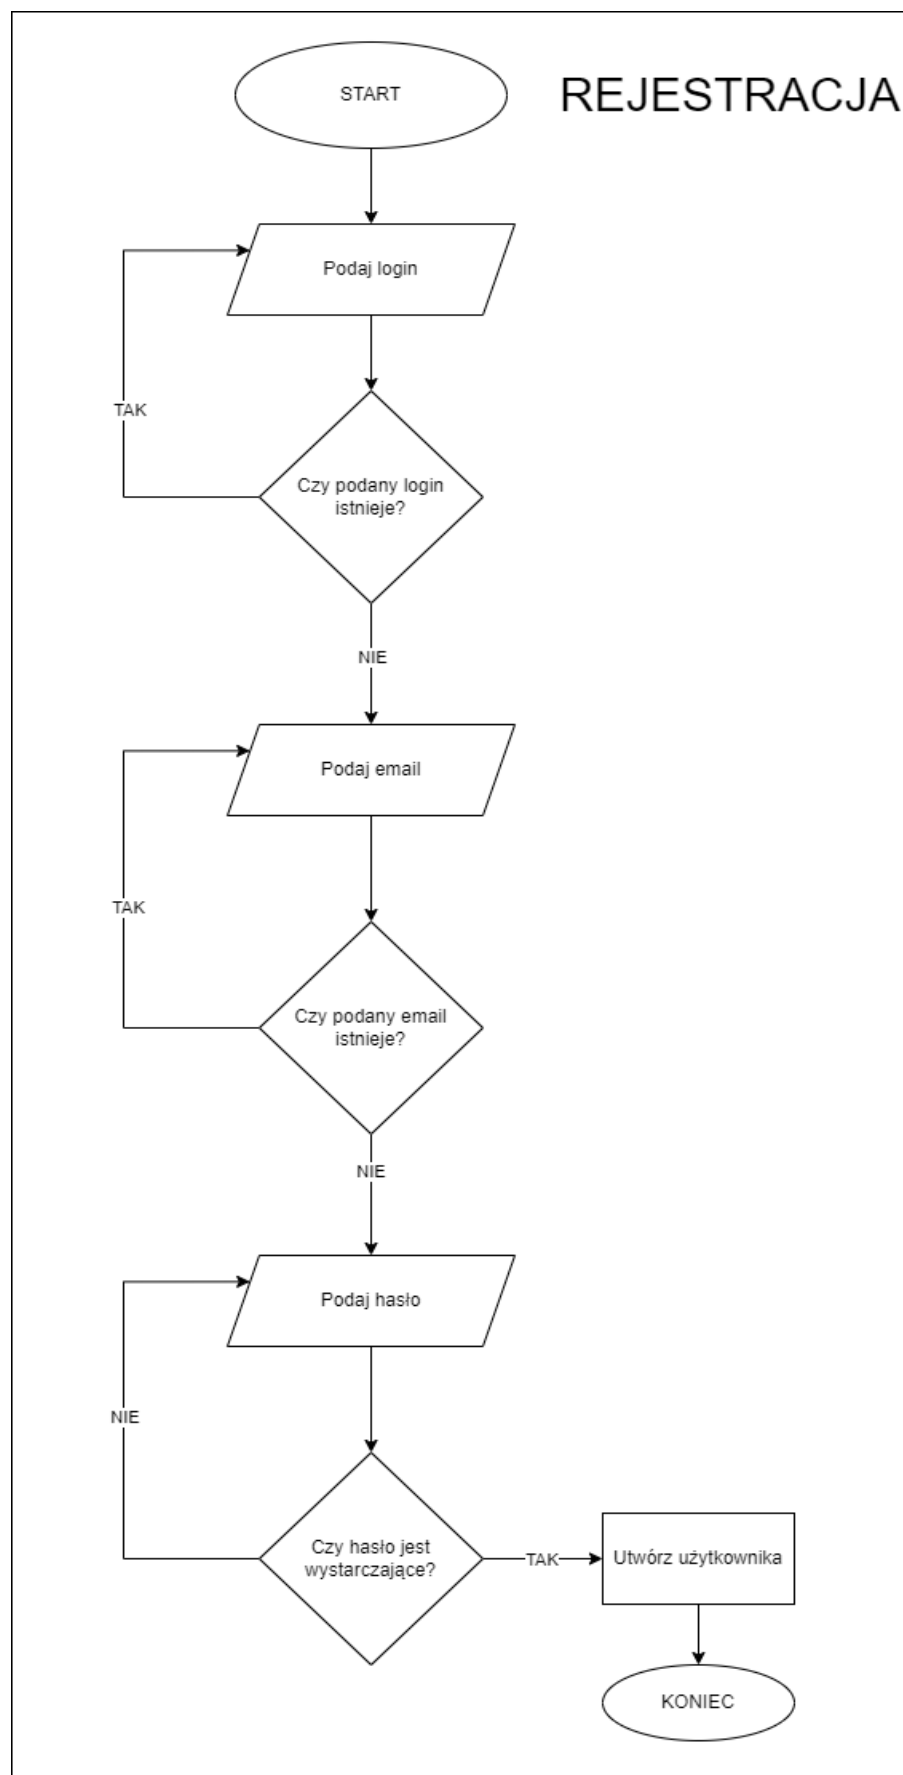 START
REJESTRACJA
Podaj login
TAK
Czy podany login
istnieje?
NIE
Podaj email
TAK
Czy podany email
istnieje?
NIE
Podaj hasło
NIE
Czy hasło jest
wystarczające?
TAK
Utwórz użytkownika
KONIEC